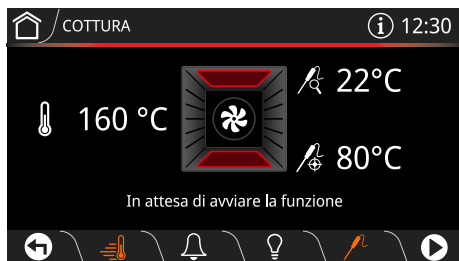 COTTURA
i 12:30
160 °C
22°C
80°C
In attesa di avviare la funzione